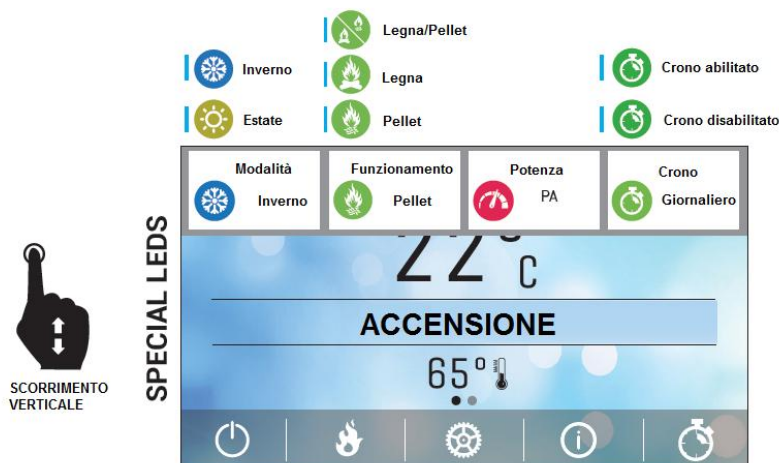 Legna/Pellet
Inverno
Legna
Crono abilitato
Estate
Pellet
Crono disabilitato
SPECIAL LEDS
Modalità
Inverno
Funzionamento
Pellet
Potenza
PA
Crono
Giornaliero
22°C
ACCENSIONE
65°
SCORRIMENTO
VERTICALE